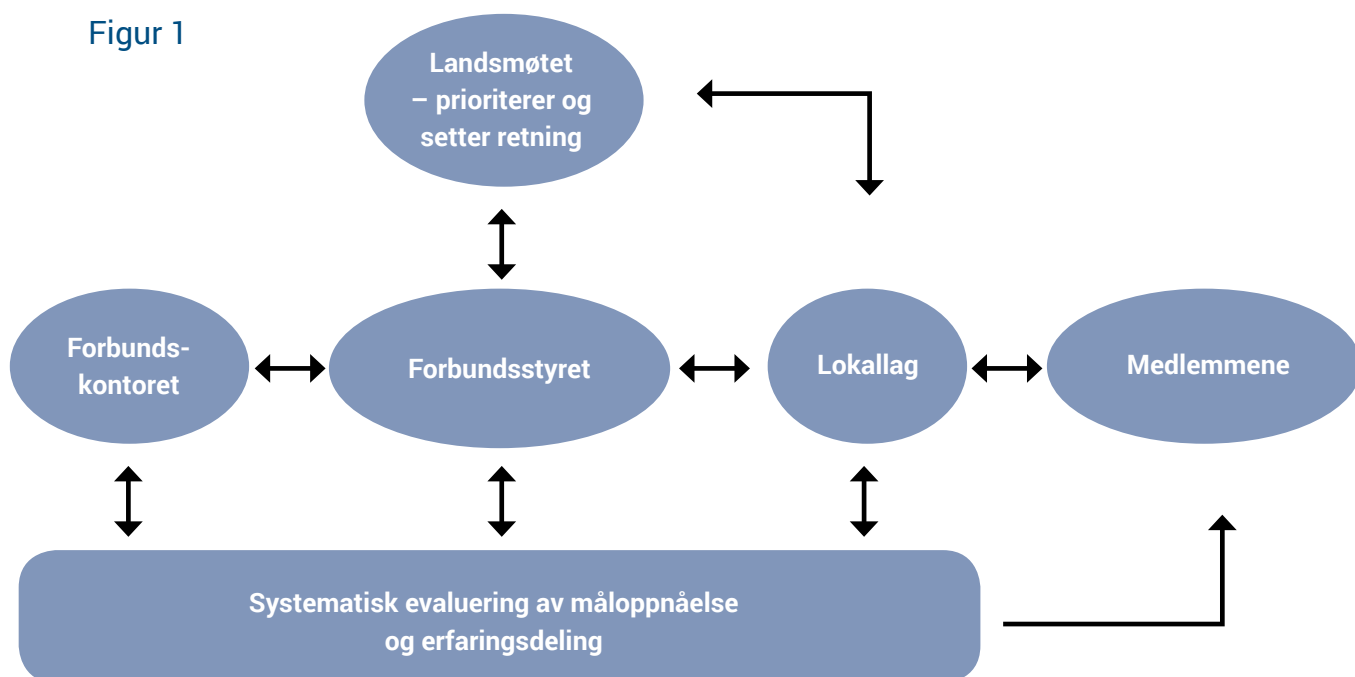 Figur 1
Landsmøtet
– prioriterer og
setter retning
Forbunds-
kontoret
Forbundsstyret
Lokallag
Medlemmene
Systematisk evaluering av måloppnåelse
og erfaringsdeling